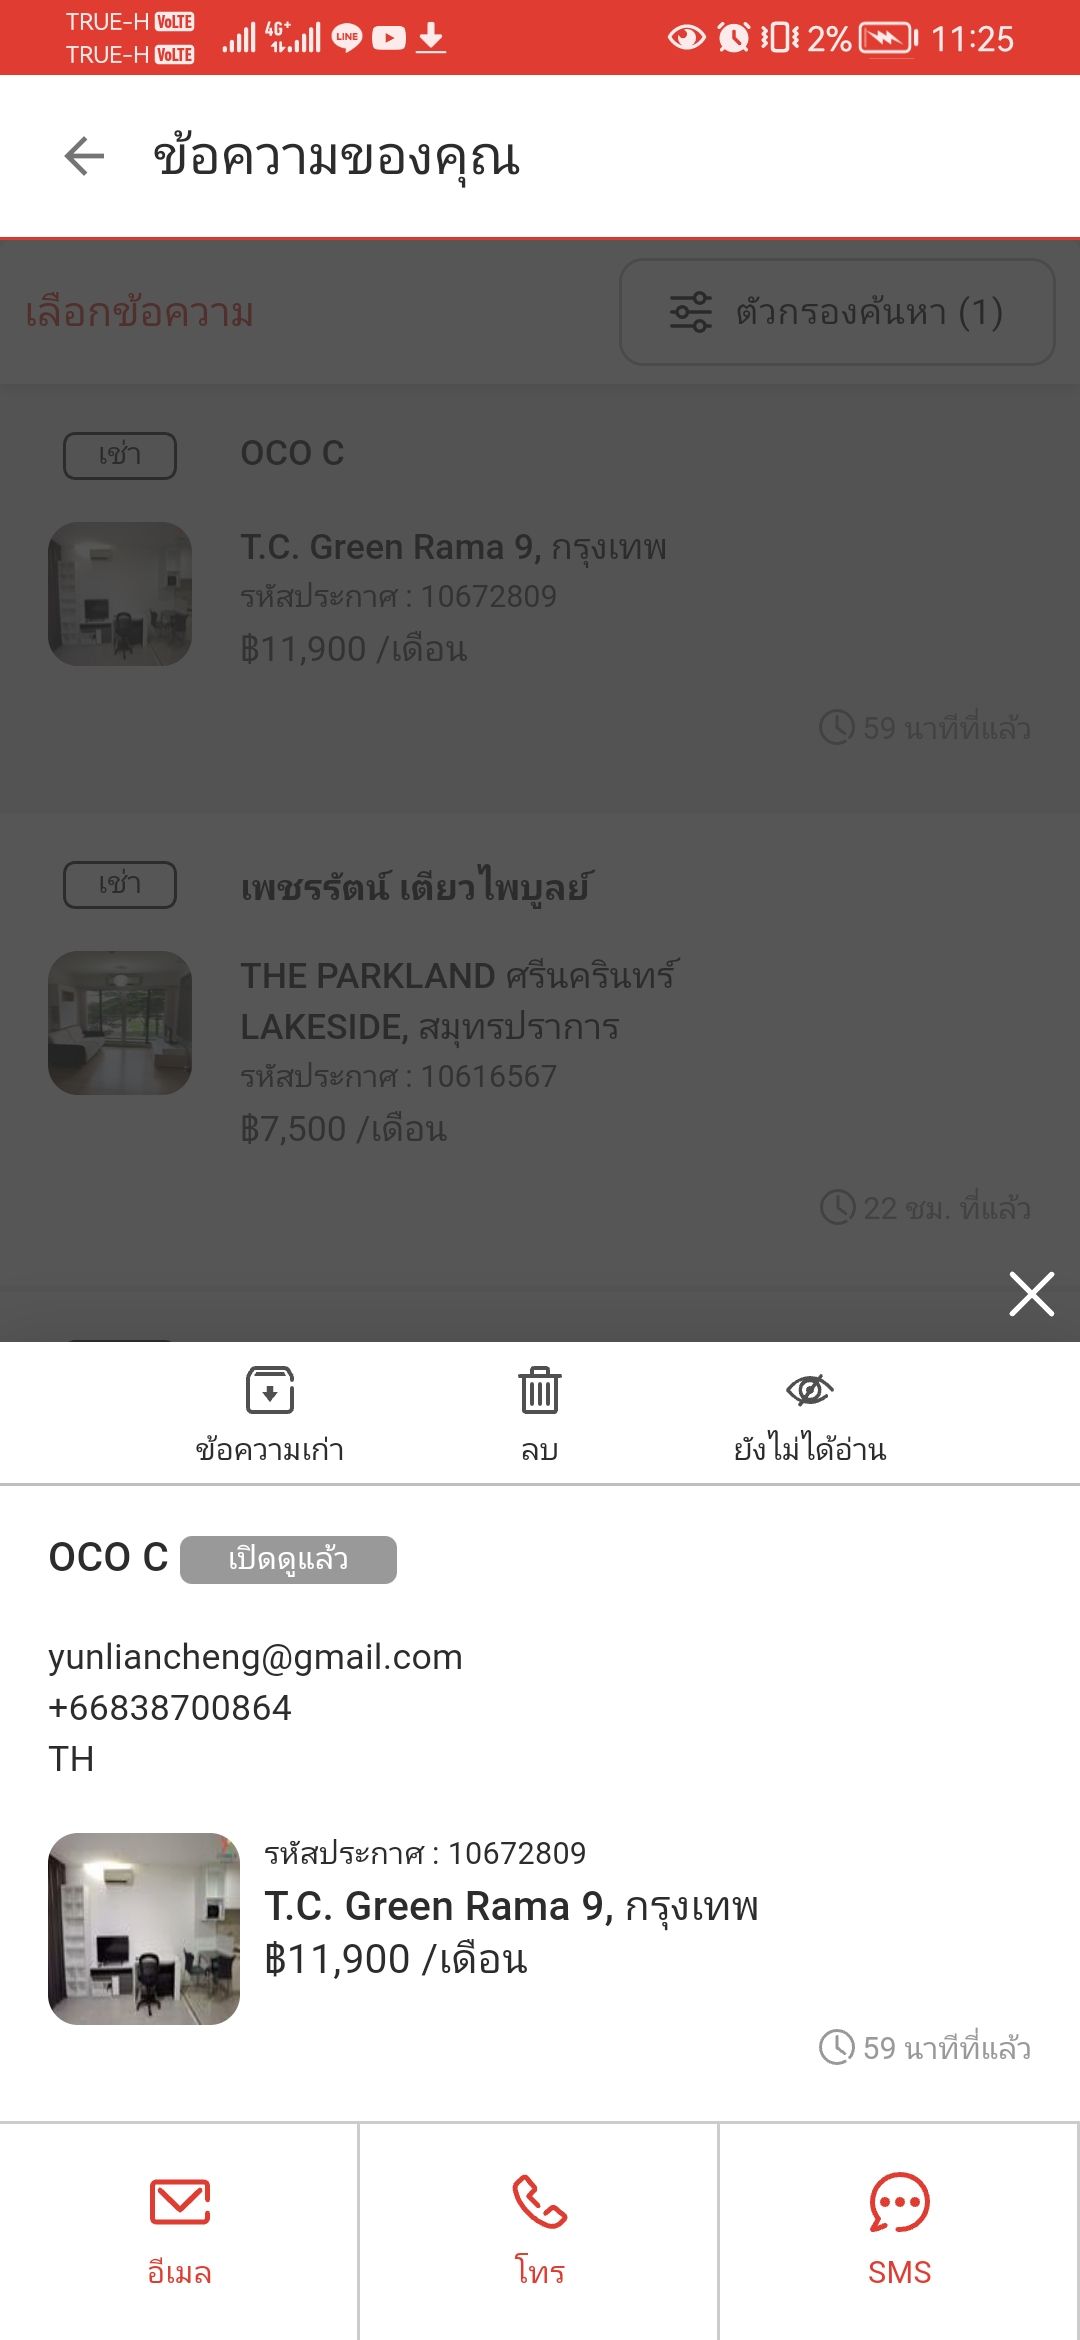 TRUE-H VoLTE
TRUE-H VoLTE
4G+
LINE
2%
11:25
ข้อความของคุณ
เลือกข้อความ
ตัวกรองค้นหา (1)
เช่า
OCO C
T.C. Green Rama 9, กรุงเทพ
รหัสประกาศ : 10672809
฿11,900 /เดือน
59 นาทีที่แล้ว
เช่า
เพชรรัตน์ เตียวไพบูลย์
THE PARKLAND ศรีนครินทร์
LAKESIDE, สมุทรปราการ
รหัสประกาศ : 10616567
฿7,500 /เดือน
22 ชม. ที่แล้ว
ข้อความเก่า
ลบ
ยังไม่ได้อ่าน
OCO C
เปิดดูแล้ว
yunliancheng@gmail.com
+66838700864
TH
รหัสประกาศ : 10672809
T.C. Green Rama 9, กรุงเทพ
฿11,900 /เดือน
59 นาทีที่แล้ว
อีเมล
โทร
SMS